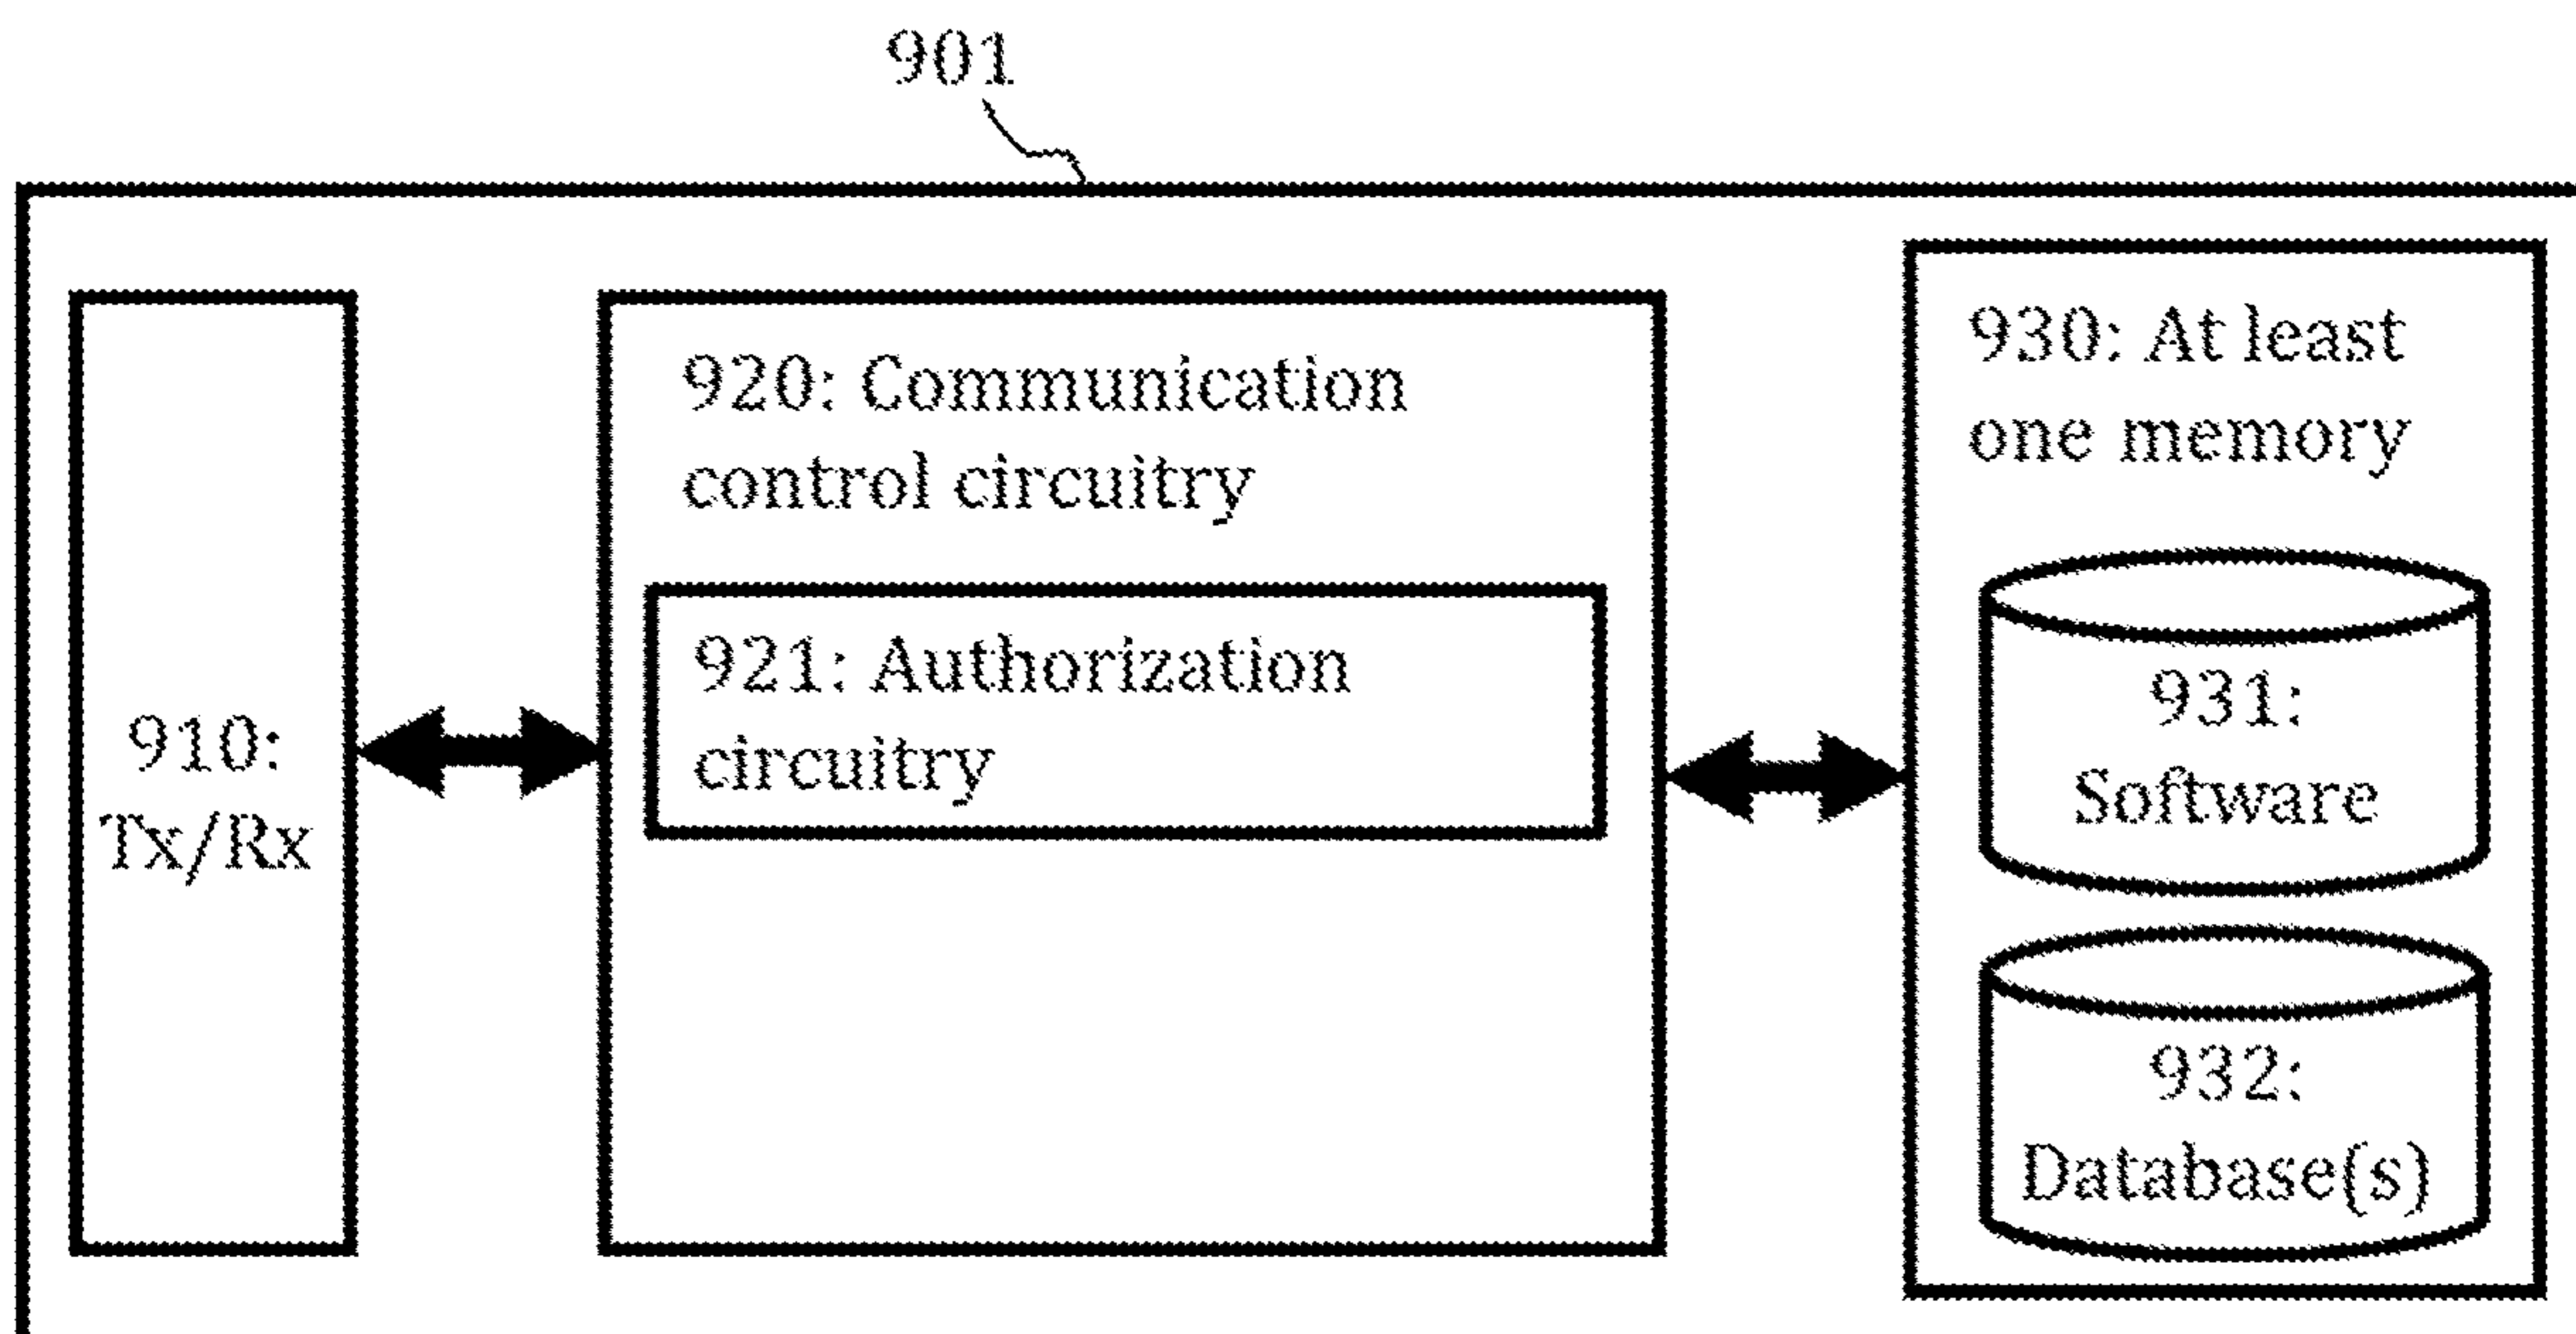 901
910:
Tx/Rx
920: Communication
control circuitry
921: Authorization
circuitry
930: At least
one memory
931:
Software
932:
Database(s)